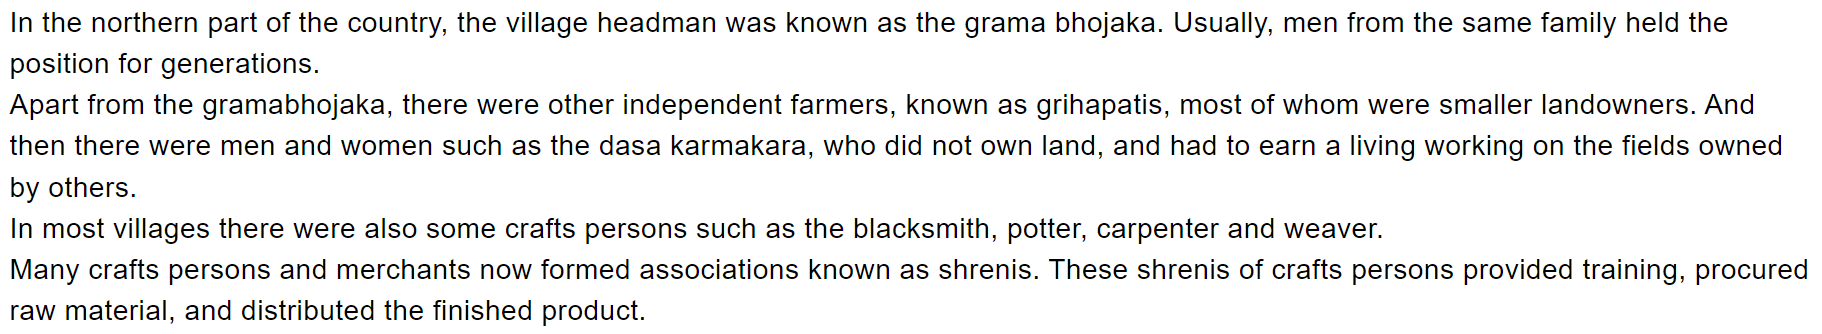 In the northern part of the country, the village headman was known as the grama bhojaka. Usually, men from the same family held the
position for generations.
Apart from the gramabhojaka, there were other independent farmers, known as grihapatis, most of whom were smaller landowners. And
then there were men and women such as the dasa karmakara, who did not own land, and had to earn a living working on the fields owned
by others.
In most villages there were also some crafts persons such as the blacksmith, potter, carpenter and weaver.
Many crafts persons and merchants now formed associations known as shrenis. These shrenis of crafts persons provided training, procured
raw material, and distributed the finished product.